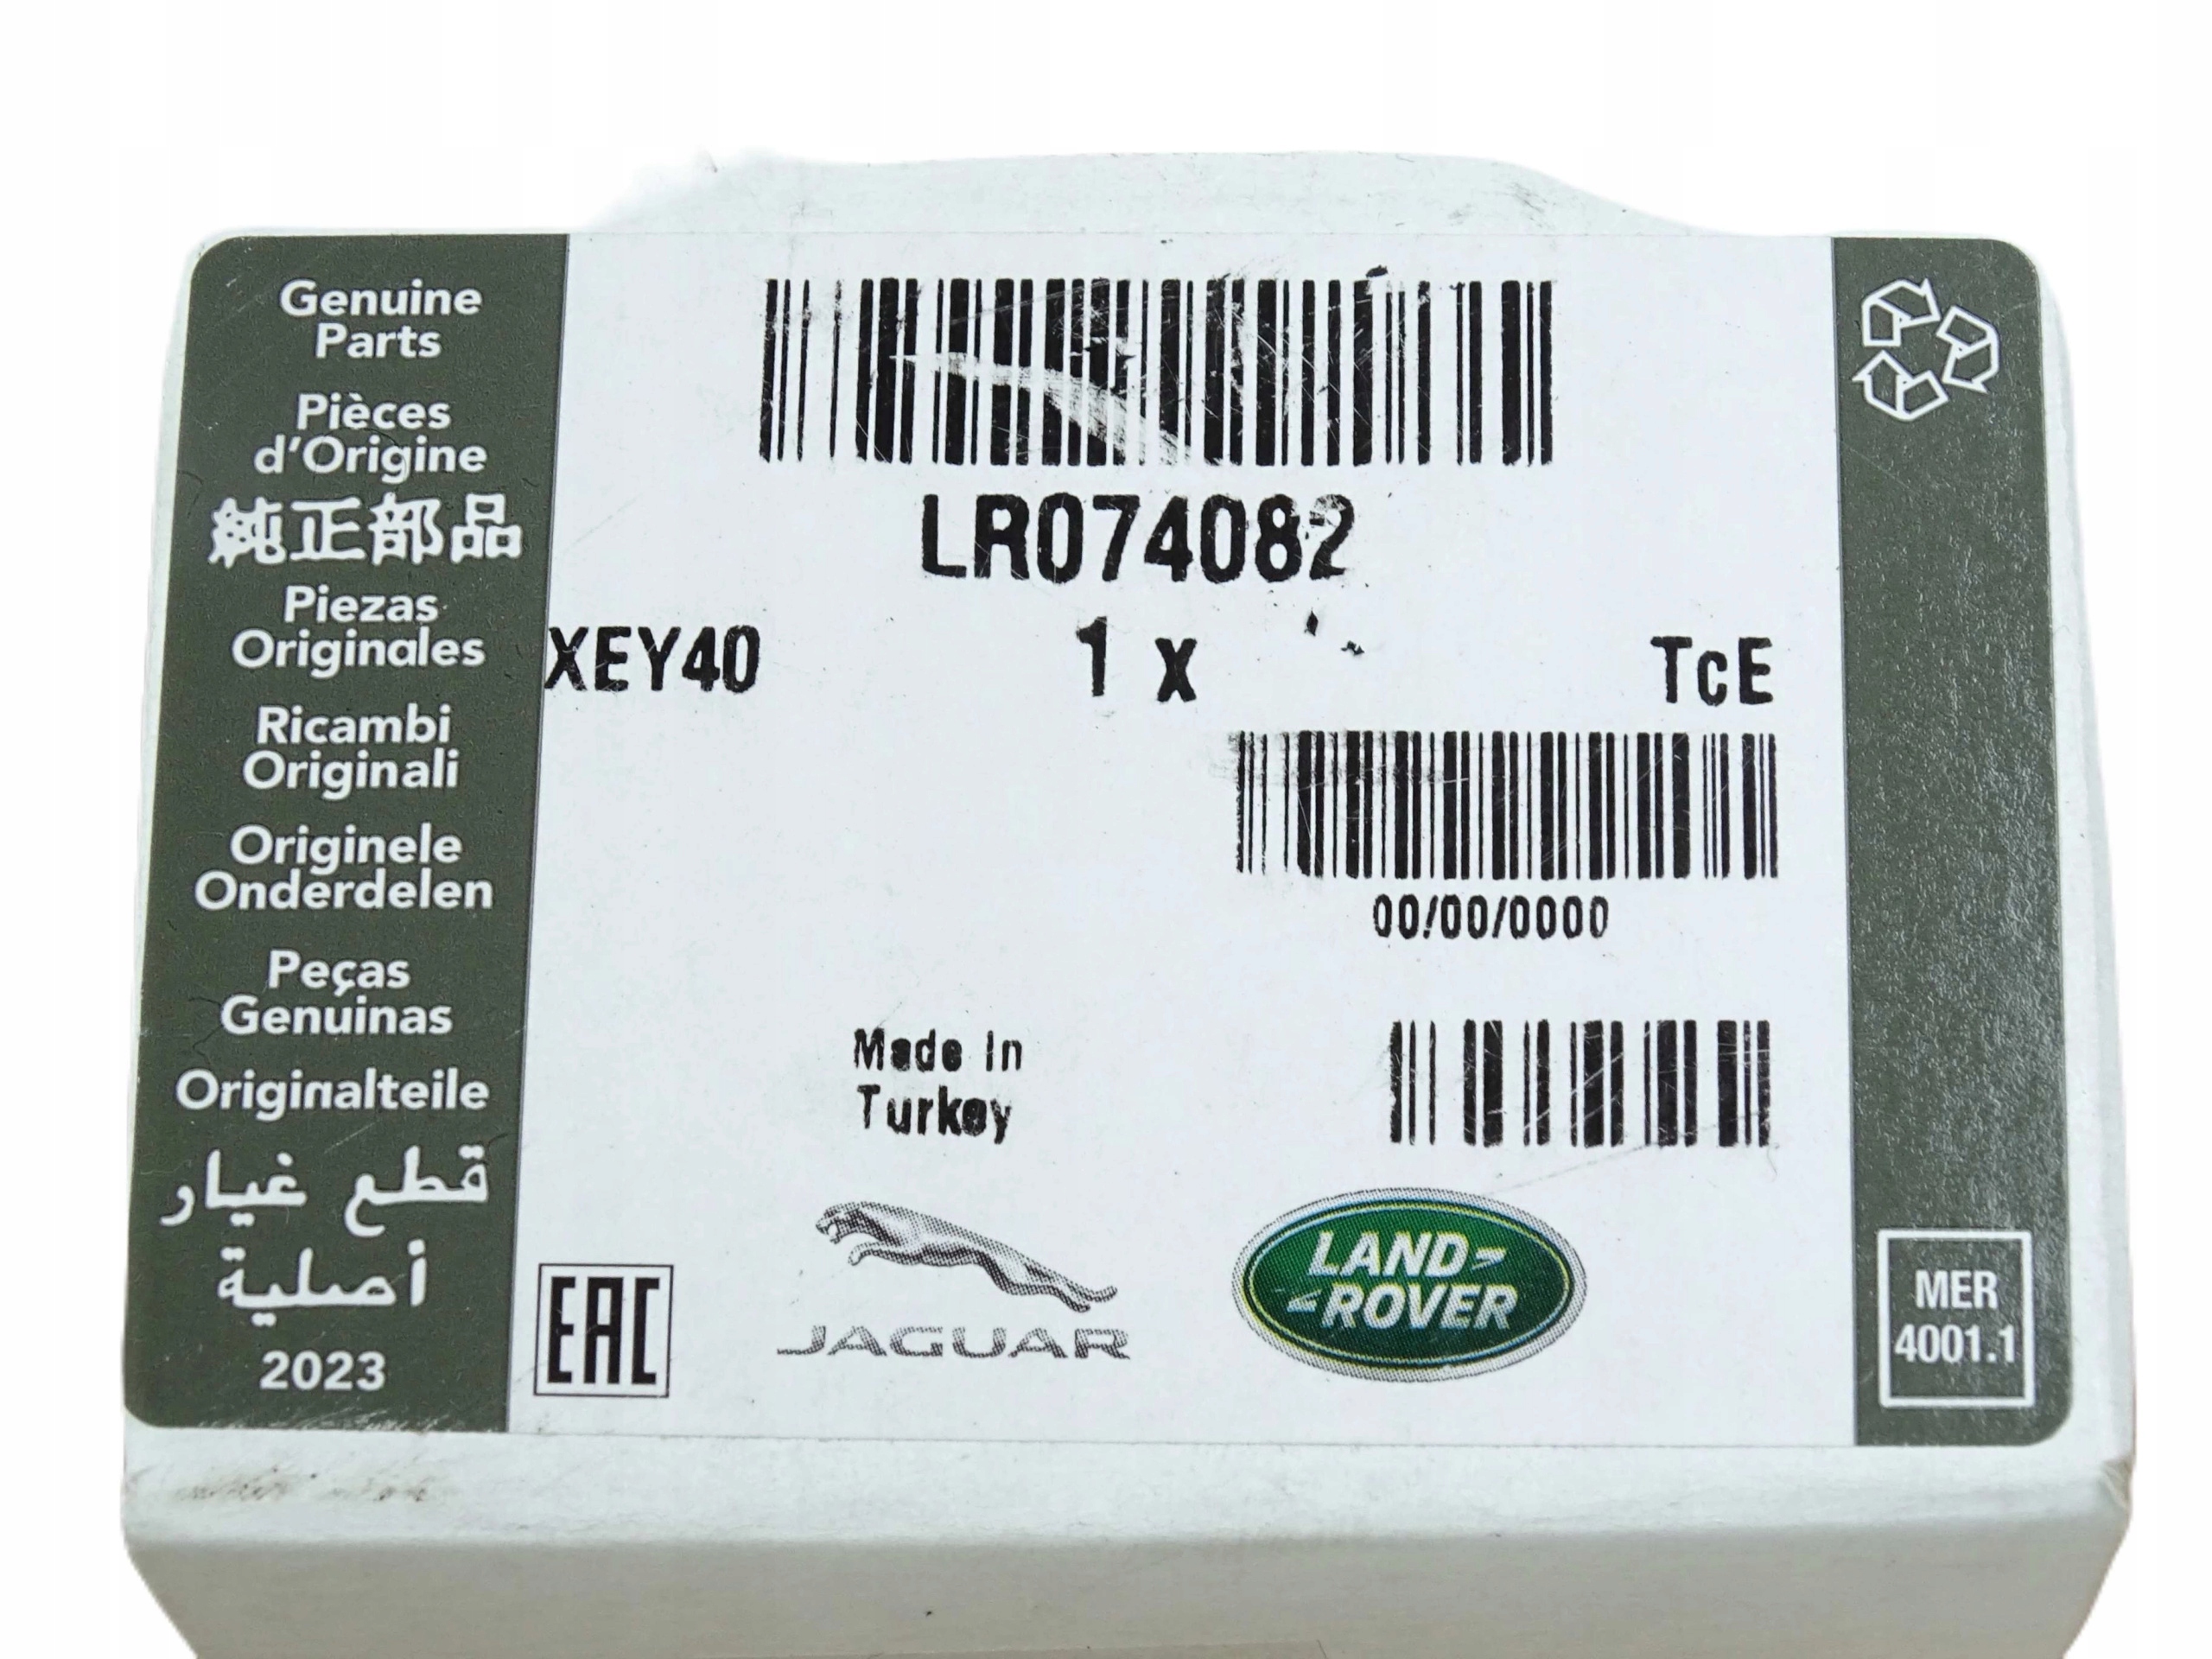 Genuine
Parts
Pièces
d'Origine
純正部品
Piezas
Originales
Ricambi
Originali
Originele
Onderdelen
Peças
Genuinas
Originalteile
قطع غيار
أصلية
2023
LR074082
XEY40 1 x TcE
00/00/0000
Made In
Turkey
EAC
JAGUAR
LAND-
-ROVER
MER
4001.1